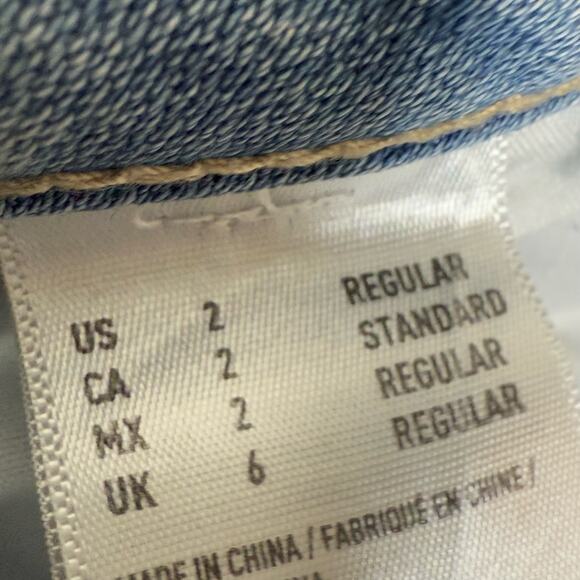 US 2 REGULAR
CA 2 STANDARD
MX 2 REGULAR
UK 6 REGULAR
MADE IN CHINA / FABRIQUÉ EN CHINE /